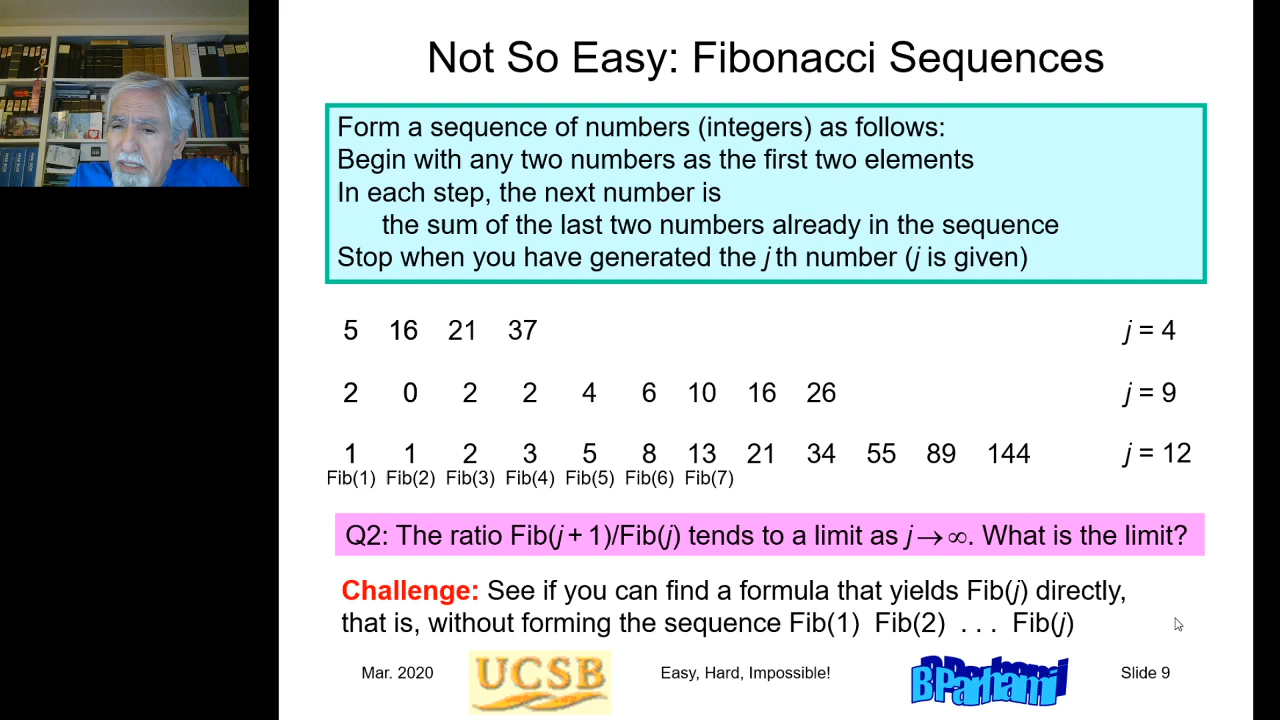 Not So Easy: Fibonacci Sequences
Form a sequence of numbers (integers) as follows:
Begin with any two numbers as the first two elements
In each step, the next number is
the sum of the last two numbers already in the sequence
Stop when you have generated the j th number (j is given)
5 16 21 37 j = 4
2 0 2 2 4 6 10 16 26 j = 9
1 1 2 3 5 8 13 21 34 55 89 144 j = 12
Fib(1) Fib(2) Fib(3) Fib(4) Fib(5) Fib(6) Fib(7)
Q2: The ratio Fib(j + 1)/Fib(j) tends to a limit as j → ∞. What is the limit?
Challenge: See if you can find a formula that yields Fib(j) directly,
that is, without forming the sequence Fib(1) Fib(2) . . . Fib(j)
Mar. 2020 UCSB Easy, Hard, Impossible! B Parhami Slide 9